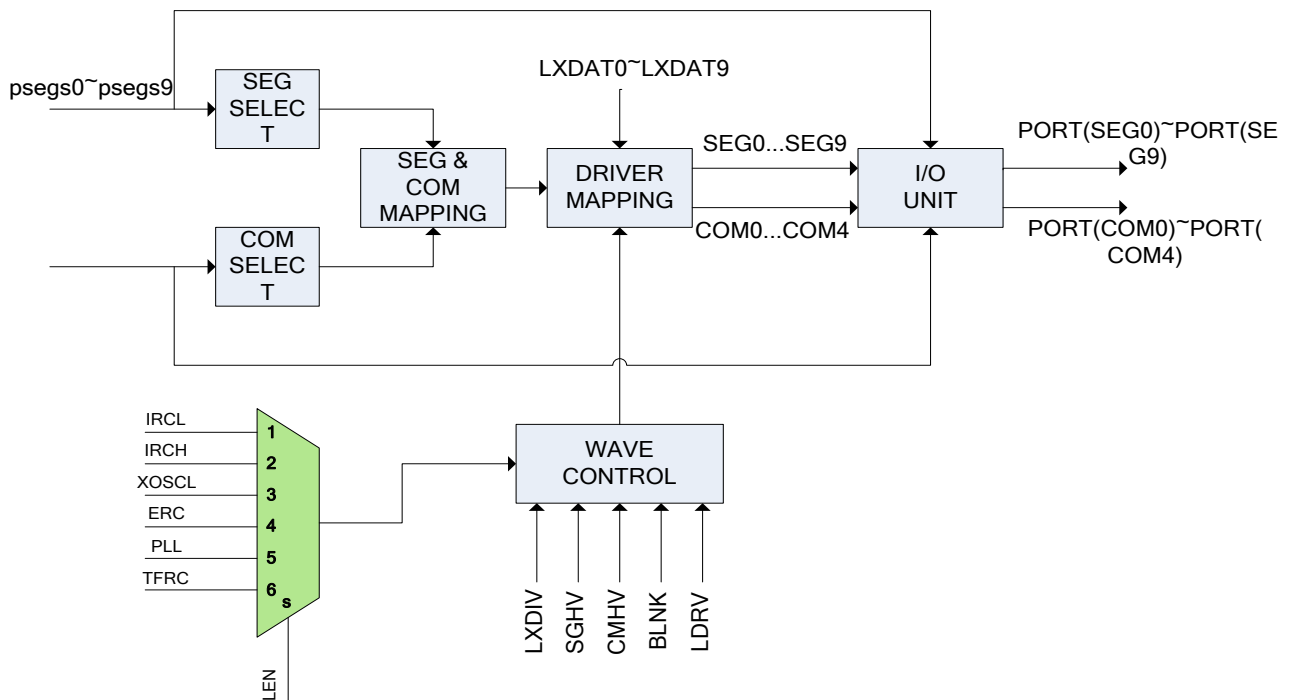 psegs0~psegs9
SEG
SELEC
T
LXDAT0~LXDAT9
SEG &
COM
MAPPING
DRIVER
MAPPING
SEG0...SEG9
COM0...COM4
I/O
UNIT
PORT(SEG0)~PORT(SE
G9)
PORT(COM0)~PORT(
COM4)
COM
SELEC
T
IRCL
1
IRCH
2
XOSCL
3
ERC
4
PLL
5
TFRC
6
s
WAVE
CONTROL
LXDIV
SGHV
CMHV
BLNK
LDRV
LEN